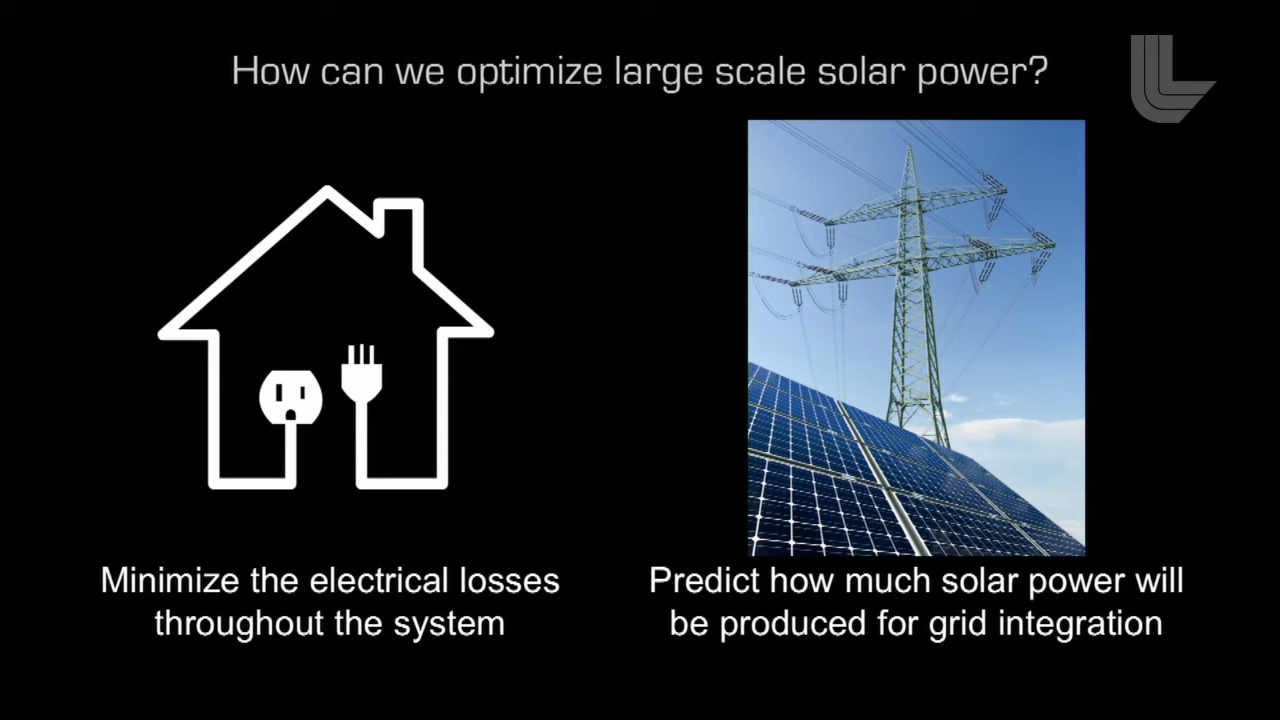 How can we optimize large scale solar power?
Minimize the electrical losses
throughout the system
Predict how much solar power will
be produced for grid integration